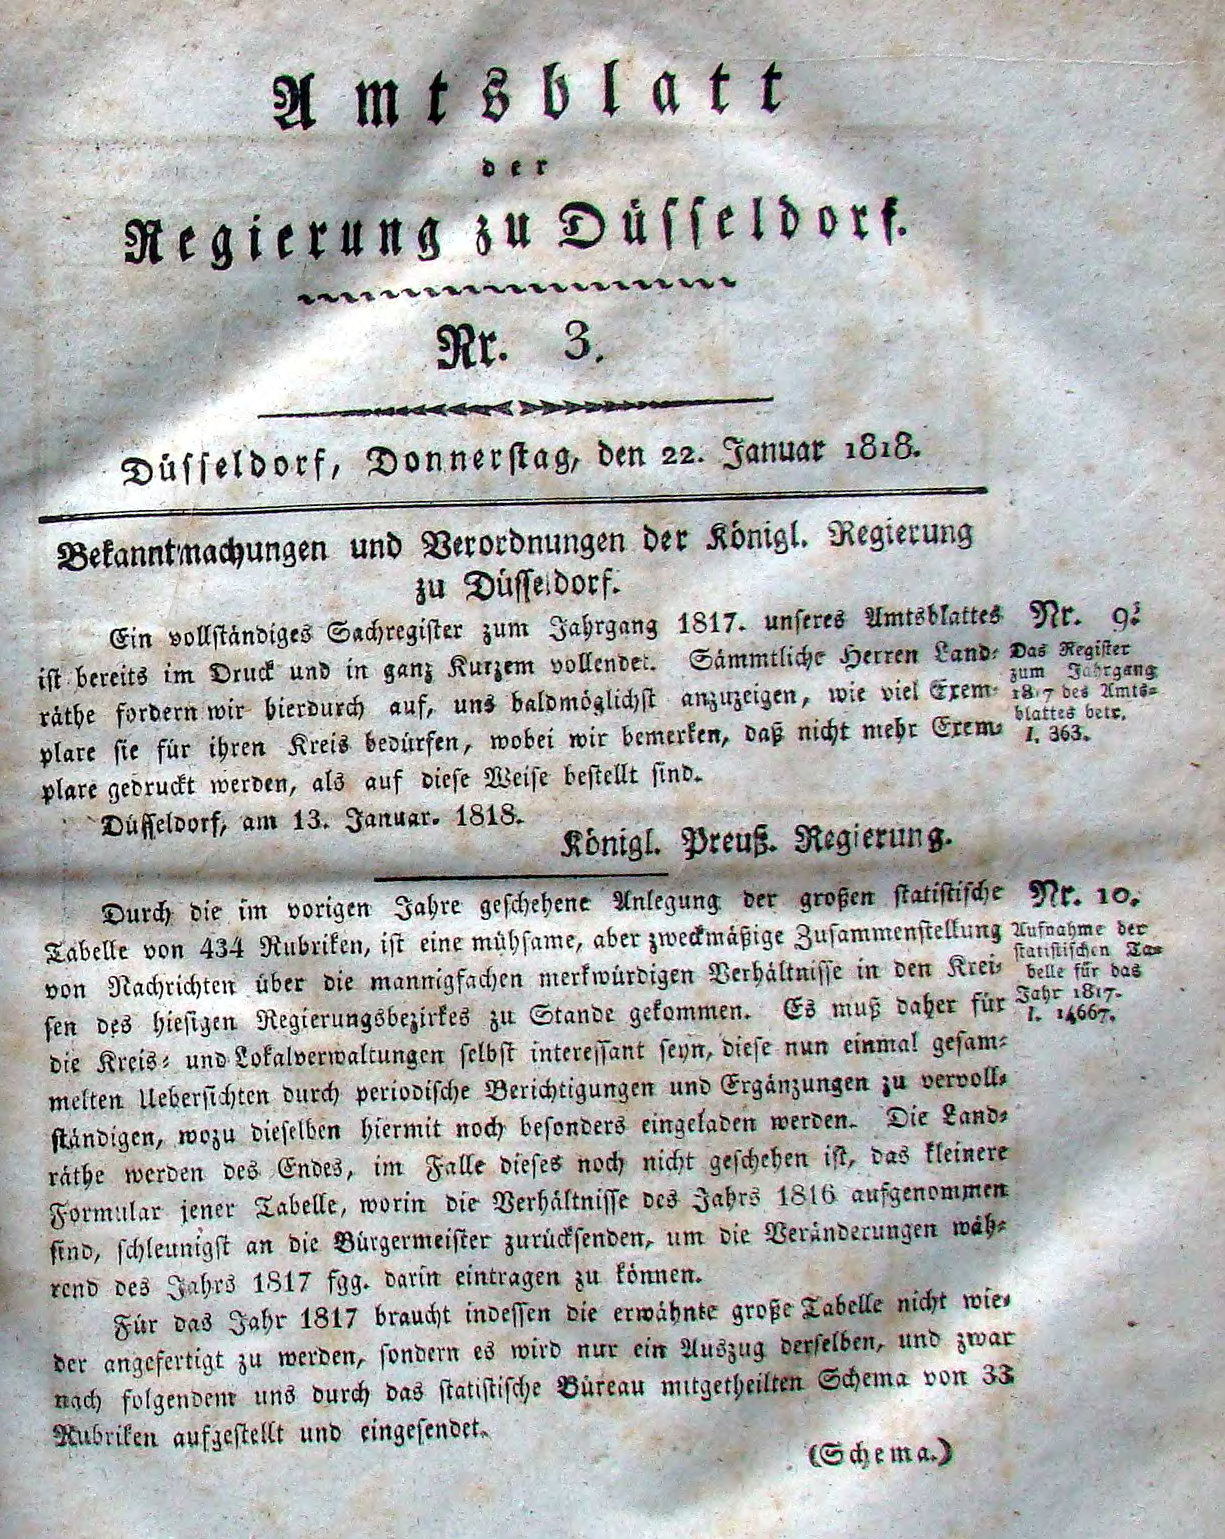 Amtsblatt
der
Regierung zu Düsseldorf.
Nr. 3.
Düsseldorf, Donnerstag, den 22. Januar 1818.
Bekanntmachungen und Verordnungen der Königl. Regierung
zu Düsseldorf.
Ein vollständiges Sachregister zum Jahrgang 1817. unseres Amtsblattes
ist bereits im Druck und in ganz Kurzem vollendet. Sämmtliche Herren Land-
räthe fordern wir hierdurch auf, uns baldmöglichst anzuzeigen, wie viel Exem-
plare sie für ihren Kreis bedürfen, wobei wir bemerken, daß nicht mehr Exem-
plare gedruckt werden, als auf diese Weise bestellt sind.
Düsseldorf, am 13. Januar. 1818.
Königl. Preuß. Regierung.
Nr. 9.
Das Register
zum Jahrgang
1817 des Amts-
blattes betr.
I. 363.
Durch die im vorigen Jahre geschehene Anlegung der großen statistische
Tabelle von 434 Rubriken, ist eine mühsame, aber zweckmäßige Zusammenstellung
von Nachrichten über die mannigfachen merkwürdigen Verhältnisse in den Krei-
sen des hiesigen Regierungsbezirkes zu Stande gekommen. Es muß daher für
die Kreis- und Lokalverwaltungen selbst interessant seyn, diese nun einmal gesam-
melten Uebersichten durch periodische Berichtigungen und Ergänzungen zu vervoll-
ständigen, wozu dieselben hiermit noch besonders eingeladen werden. Die Land-
räthe werden des Endes, im Falle dieses noch nicht geschehen ist, das kleinere
Formular jener Tabelle, worin die Verhältnisse des Jahrs 1816 aufgenommen
sind, schleunigst an die Bürgermeister zurücksenden, um die Veränderungen wäh-
rend des Jahrs 1817 fgg. darin eintragen zu können.
Für das Jahr 1817 braucht indessen die erwähnte große Tabelle nicht wie-
der angefertigt zu werden, sondern es wird nur ein Auszug derselben, und zwar
nach folgendem uns durch das statistische Büreau mitgetheilten Schema von 33
Rubriken aufgestellt und eingesendet.
(Schema.)
Nr. 10.
Aufnahme der
statistischen Ta-
belle für das
Jahr 1817.
I. 14667.